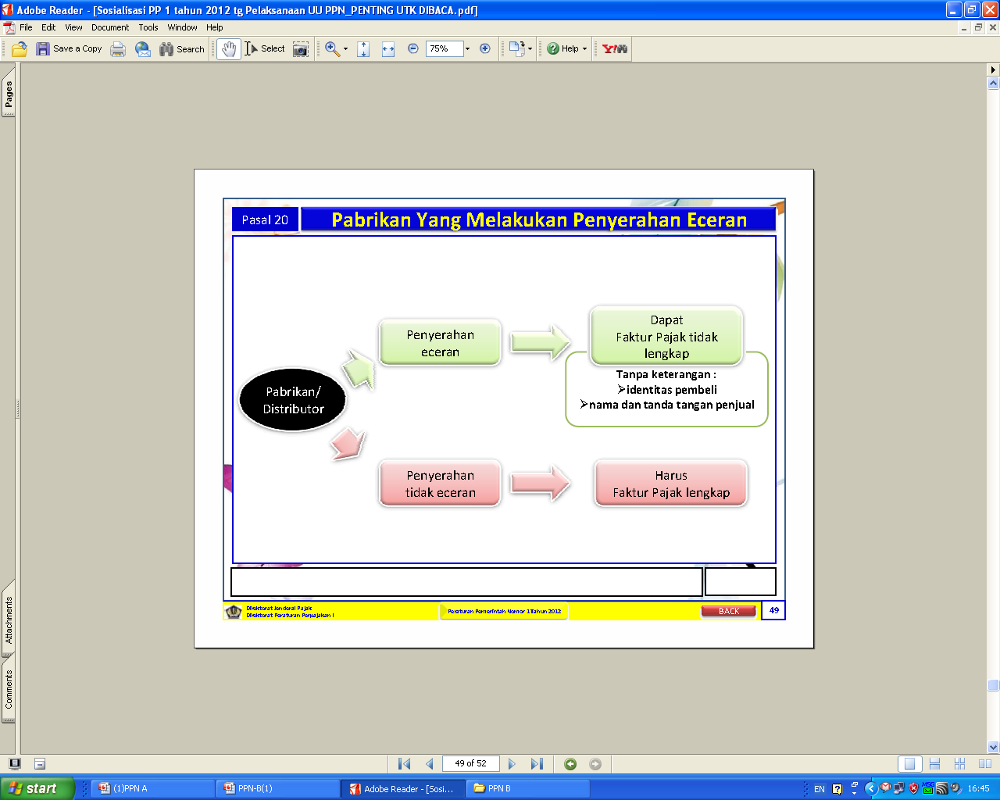 Adobe Reader - [Sosialisasi PP 1 tahun 2012 tg Pelaksanaan UU PPN_PENTING UTK DIBACA.pdf]
File Edit View Document Tools Window Help
Save a Copy Search Select 75% Help Y!
Pages
Pasal 20
Pabrikan Yang Melakukan Penyerahan Eceran
Pabrikan/
Distributor
Penyerahan
eceran
Dapat
Faktur Pajak tidak
lengkap
Tanpa keterangan :
➢identitas pembeli
➢nama dan tanda tangan penjual
Penyerahan
tidak eceran
Harus
Faktur Pajak lengkap
Direktorat Jenderal Pajak
Direktorat Peraturan Perpajakan I
Peraturan Pemerintah Nomor 1 Tahun 2012
BACK
49
Attachments
Comments
49 of 52
start
(1)PPN A
PPN-B(1)
Adobe Reader - [Sosi...
PPN B
EN
MSG
16:45